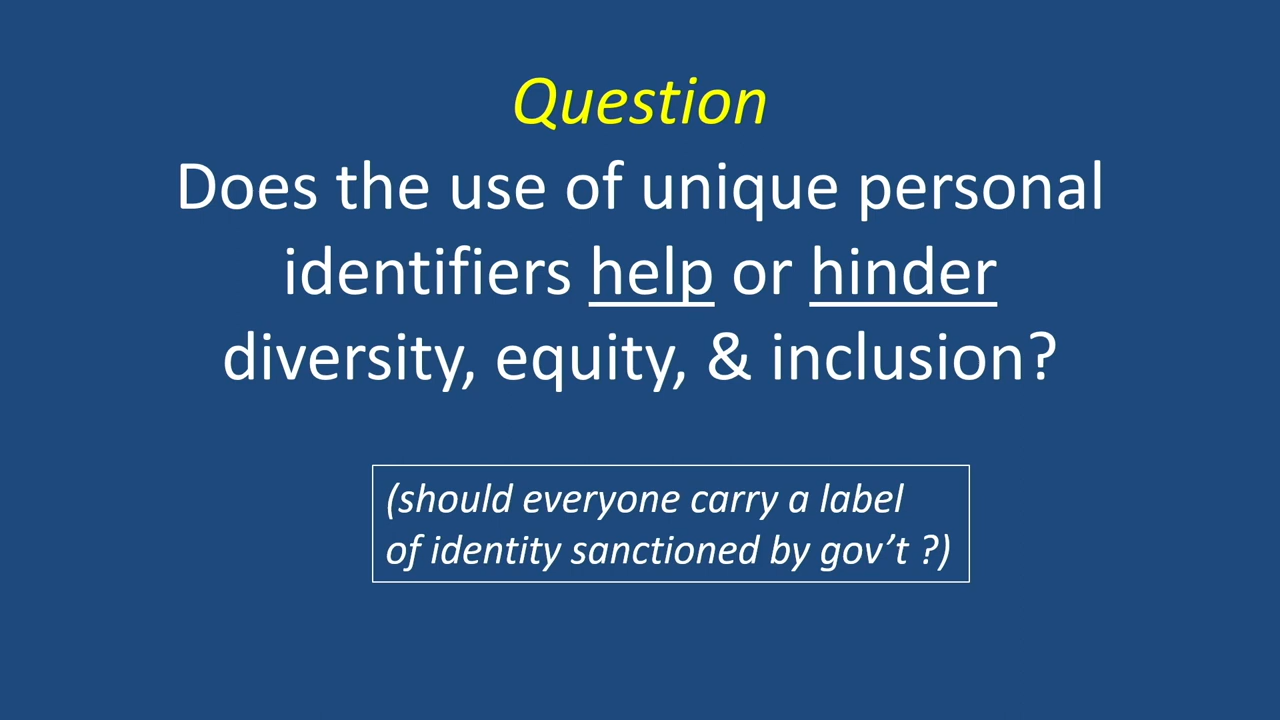 Question
Does the use of unique personal
identifiers help or hinder
diversity, equity, & inclusion?
(should everyone carry a label
of identity sanctioned by gov’t ?)